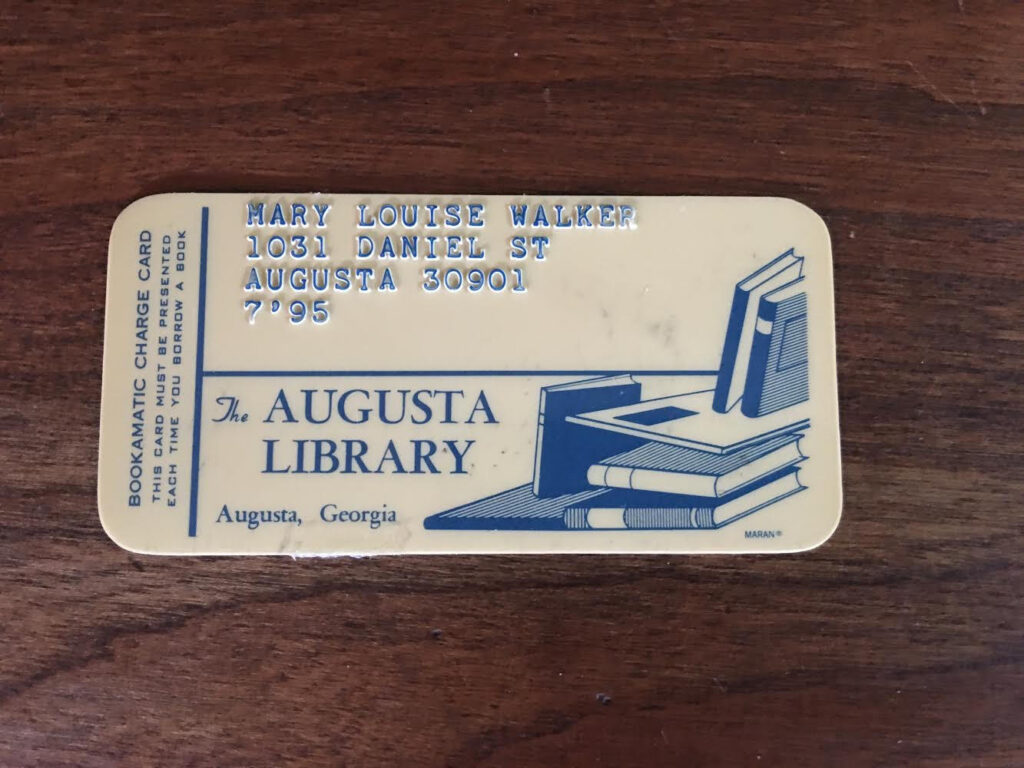 MARY LOUISE WALKER
1031 DANIEL ST
AUGUSTA 30901
7'95
BOOKAMATIC CHARGE CARD
THIS CARD MUST BE PRESENTED
EACH TIME YOU BORROW A BOOK
The AUGUSTA
LIBRARY
Augusta, Georgia
MARAN®